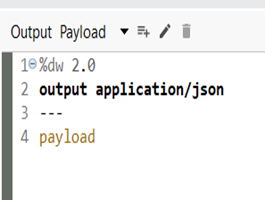 Output Payload
1 %dw 2.0
2 output application/json
3 ---
4 payload